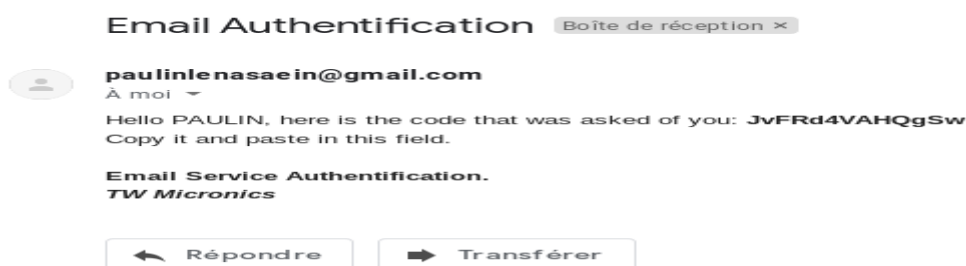 Email Authentification Boîte de réception ×
paulinlenasaein@gmail.com
À moi
Hello PAULIN, here is the code that was asked of you: JvFRd4VAHQgSw
Copy it and paste in this field.
Email Service Authentification.
TW Micronics
Répondre Transférer